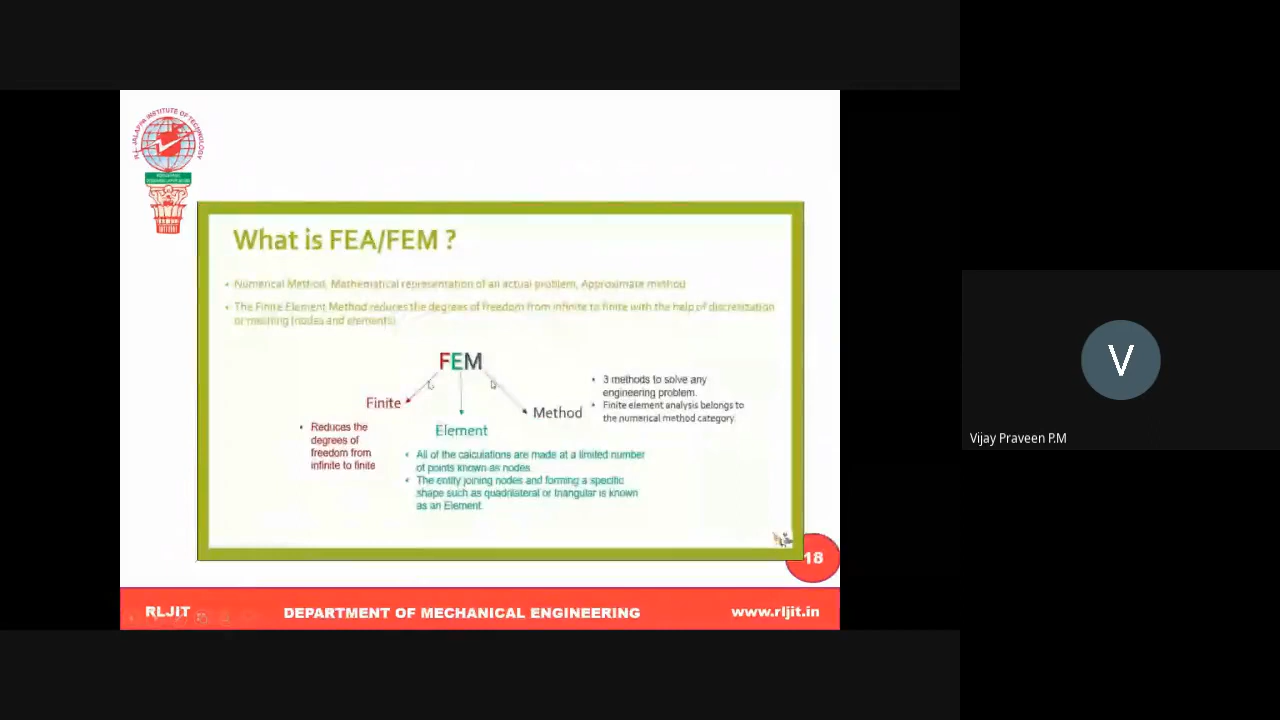 R.L. JALAPPA INSTITUTE OF TECHNOLOGY
What is FEA/FEM ?
• Numerical Method, Mathematical representation of an actual problem, Approximate method
• The Finite Element Method reduces the degrees of freedom from infinite to finite with the help of discretization
or meshing (nodes and elements)
FEM
Finite
• Reduces the
degrees of
freedom from
infinite to finite
Element
• All of the calculations are made at a limited number
of points known as nodes.
• The entity joining nodes and forming a specific
shape such as quadrilateral or triangular is known
as an Element.
Method
• 3 methods to solve any
engineering problem.
• Finite element analysis belongs to
the numerical method category.
18
RLJIT
DEPARTMENT OF MECHANICAL ENGINEERING
www.rljit.in
V
Vijay Praveen P.M